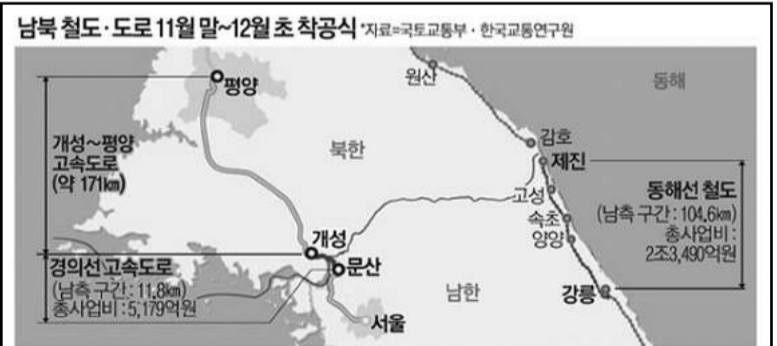 남북 철도·도로 11월 말~12월 초 착공식 *자료=국토교통부·한국교통연구원
평양
원산
동해
개성~평양
고속도로
(약 171㎞)
북한
감호
제진
고성
속초
양양
동해선 철도
(남측 구간 : 104.6㎞)
총사업비 :
2조3,490억원
개성
문산
경의선 고속도로
(남측 구간 : 11.8㎞)
총사업비 : 5,179억원
남한
강릉
서울